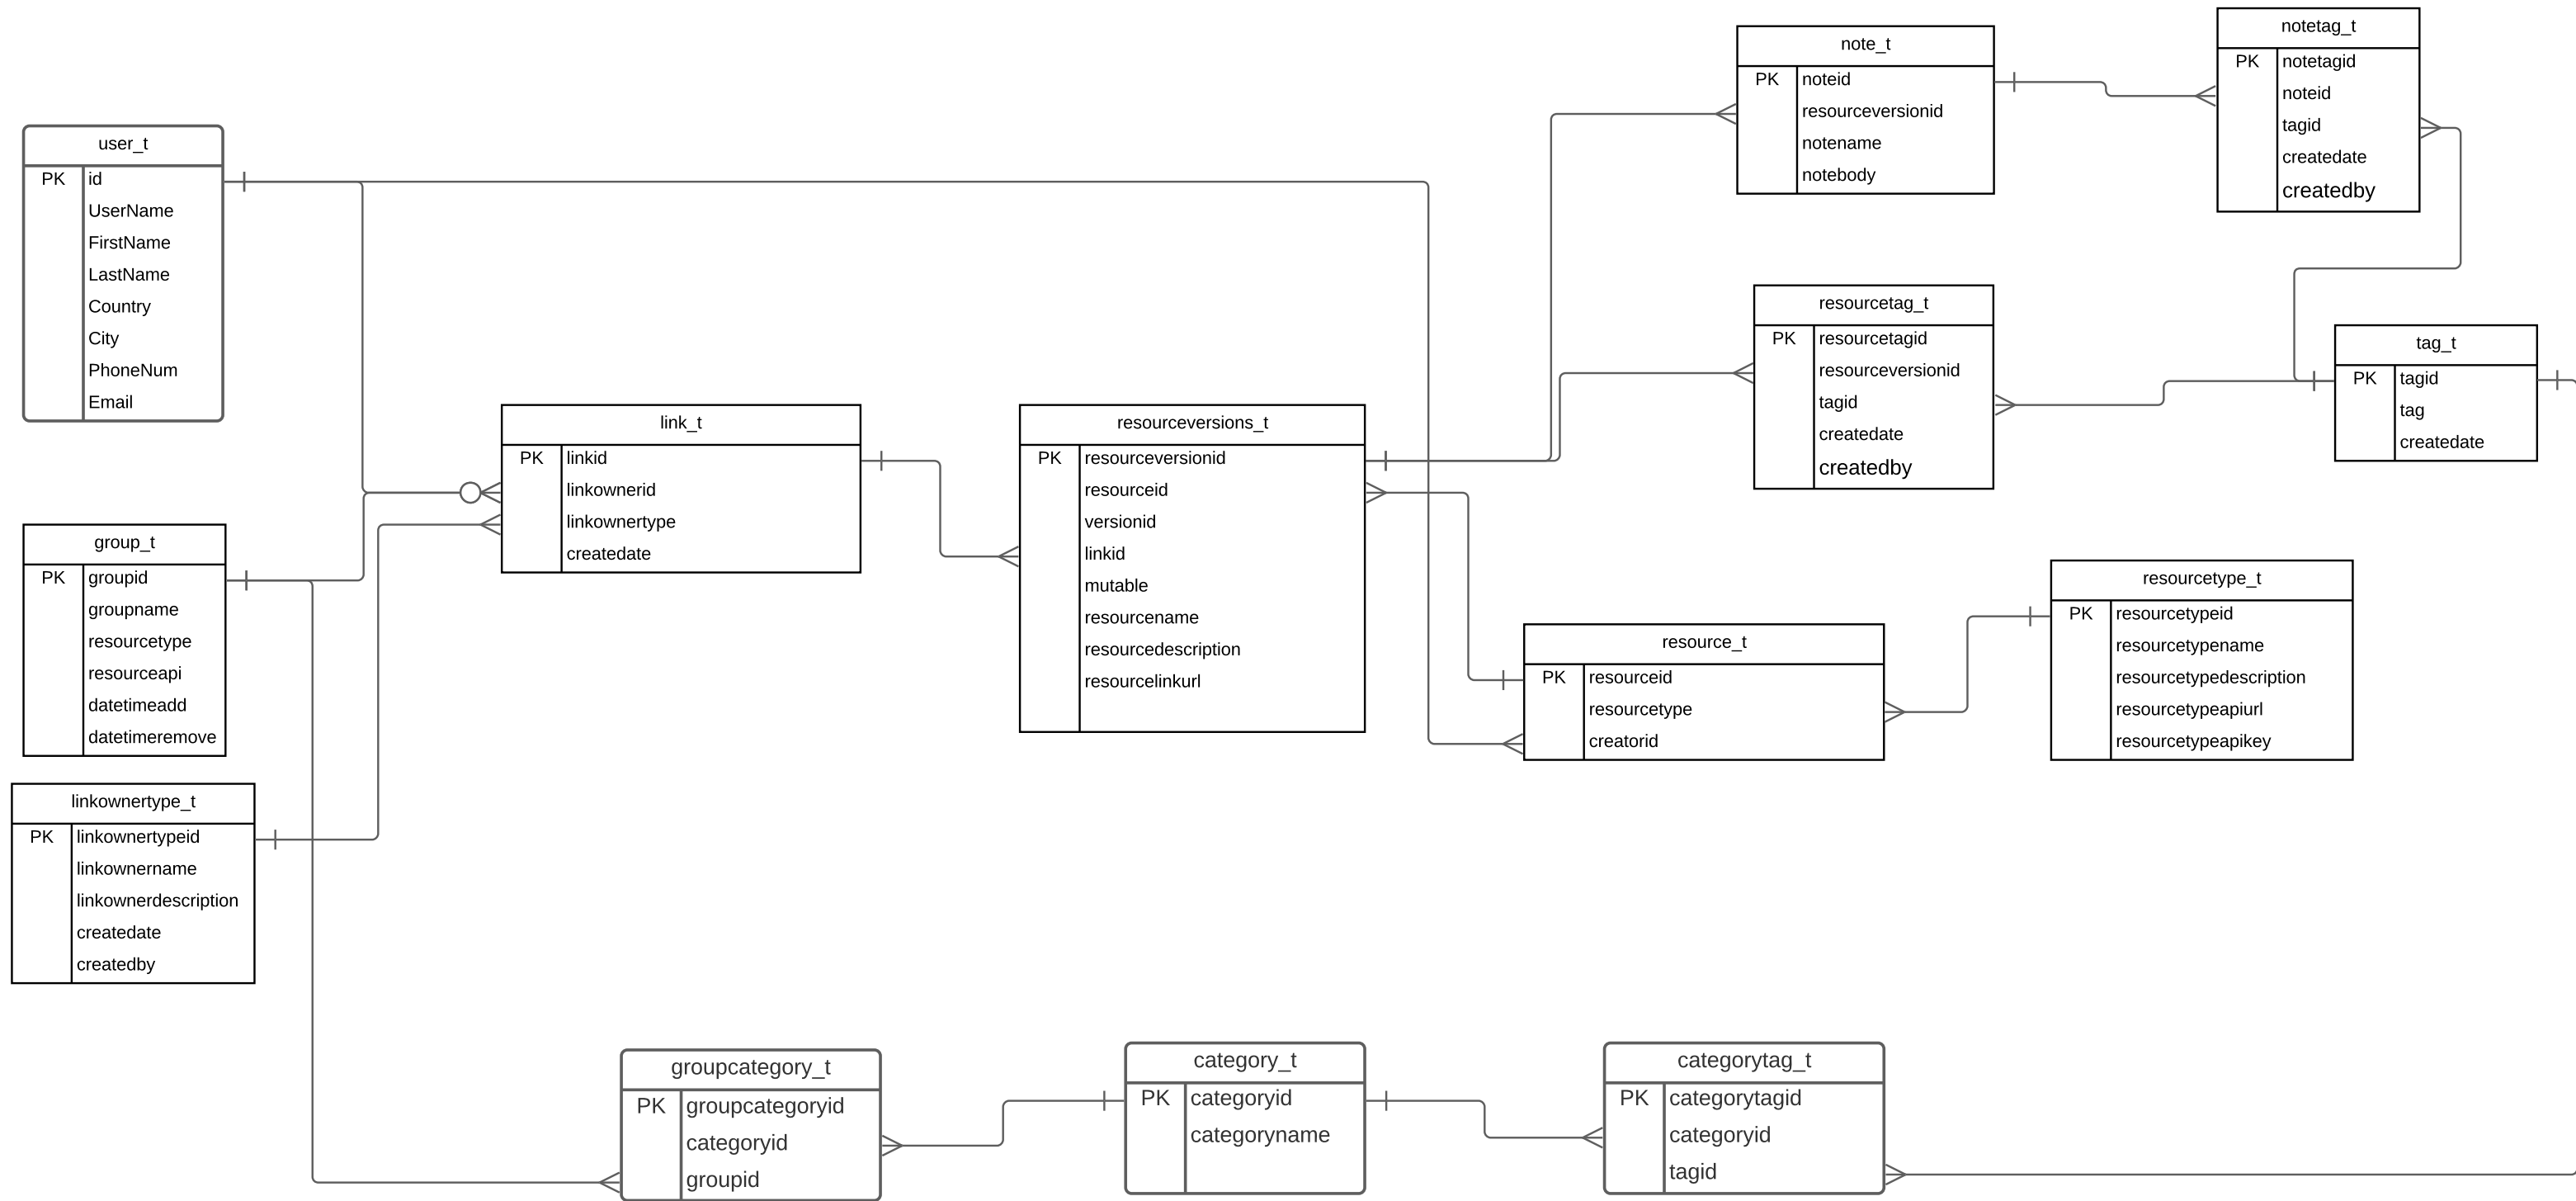 user_t
PK id
UserName
FirstName
LastName
Country
City
PhoneNum
Email
group_t
PK groupid
groupname
resourcetype
resourceapi
datetimeadd
datetimeremove
linkownertype_t
PK linkownertypeid
linkownername
linkownerdescription
createdate
createdby
link_t
PK linkid
linkownerid
linkownertype
createdate
resourceversions_t
PK resourceversionid
resourceid
versionid
linkid
mutable
resourcename
resourcedescription
resourcelinkurl
note_t
PK noteid
resourceversionid
notename
notebody
notetag_t
PK notetagid
noteid
tagid
createdate
createdby
resourcetag_t
PK resourcetagid
resourceversionid
tagid
createdate
createdby
tag_t
PK tagid
tag
createdate
resource_t
PK resourceid
resourcetype
creatorid
resourcetype_t
PK resourcetypeid
resourcetypename
resourcetypedescription
resourcetypeapiurl
resourcetypeapikey
groupcategory_t
PK groupcategoryid
categoryid
groupid
category_t
PK categoryid
categoryname
categorytag_t
PK categorytagid
categoryid
tagid